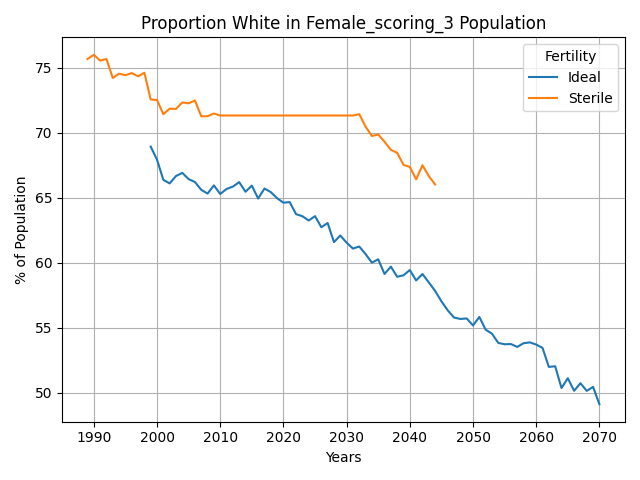 Proportion White in Female_scoring_3 Population
Fertility
Ideal
Sterile
% of Population
75
70
65
60
55
50
1990
2000
2010
2020
2030
2040
2050
2060
2070
Years